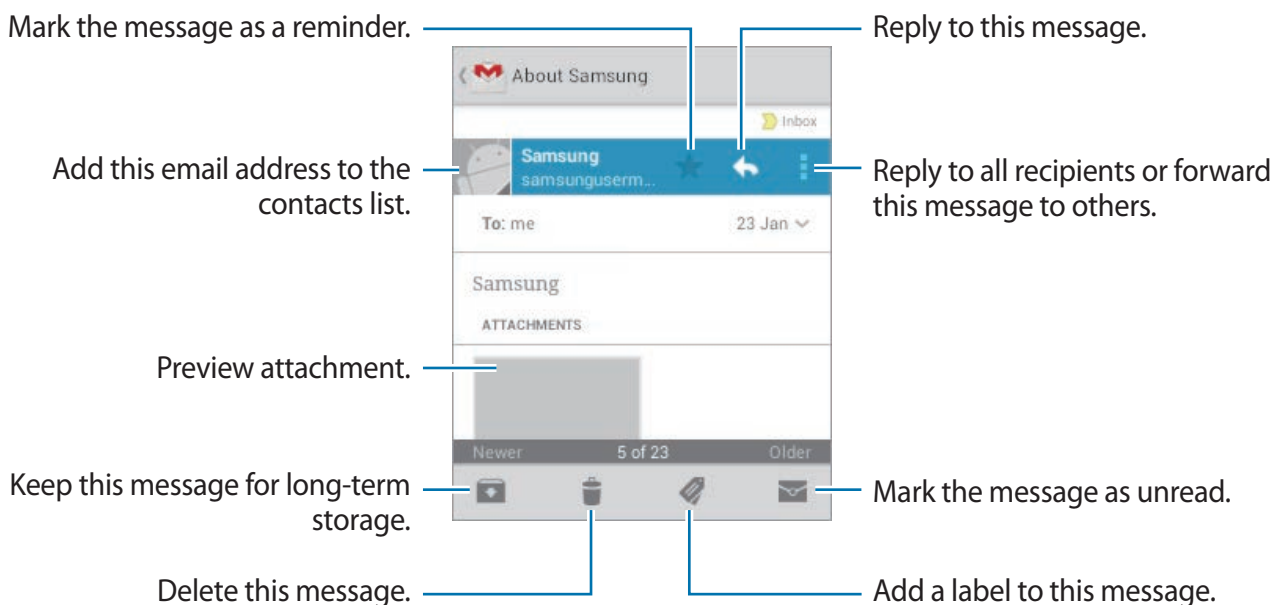 Mark the message as a reminder.
Reply to this message.
About Samsung
Inbox
Add this email address to the
contacts list.
Samsung
samsunguserm...
Reply to all recipients or forward
this message to others.
To: me
23 Jan
Samsung
ATTACHMENTS
Preview attachment.
Newer
5 of 23
Older
Keep this message for long-term
storage.
Mark the message as unread.
Delete this message.
Add a label to this message.